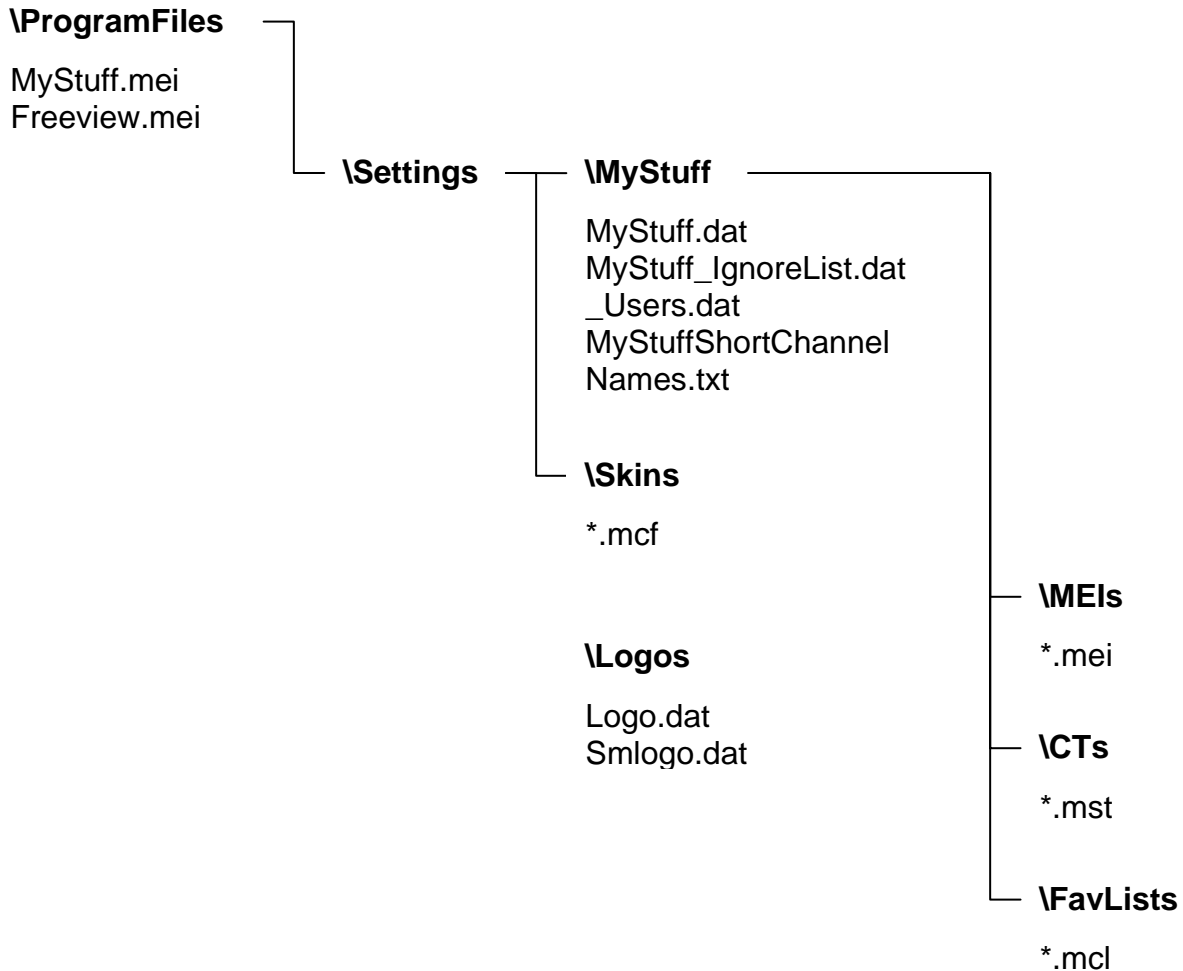 \ProgramFiles
MyStuff.mei
Freeview.mei
\Settings
\MyStuff
MyStuff.dat
MyStuff_IgnoreList.dat
_Users.dat
MyStuffShortChannel
Names.txt
\Skins
*.mcf
\Logos
Logo.dat
Smlogo.dat
\MEIs
*.mei
\CTs
*.mst
\FavLists
*.mcl